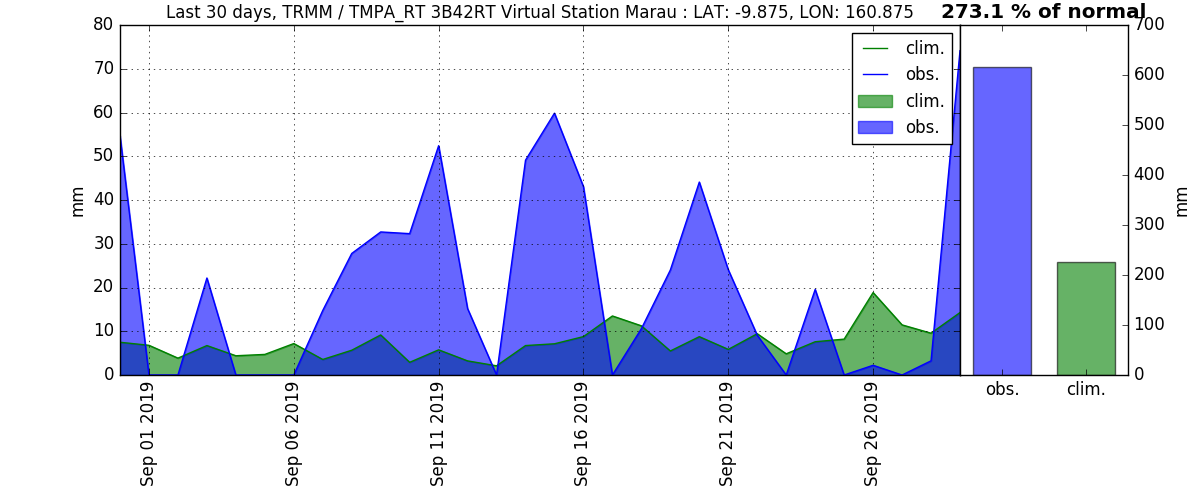 Last 30 days, TRMM / TMPA_RT 3B42RT Virtual Station Marau : LAT: -9.875, LON: 160.875
273.1 % of normal
80
70
60
50
40
30
20
10
0
mm
clim.
obs.
clim.
obs.
Sep 01 2019
Sep 06 2019
Sep 11 2019
Sep 16 2019
Sep 21 2019
Sep 26 2019
700
600
500
400
300
200
100
0
mm
obs.
clim.